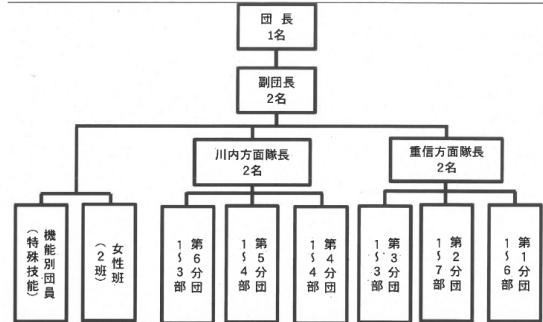 団 長
1名
副団長
2名
川内方面隊長
2名
重信方面隊長
2名
機能別団員
(特殊技能)
女性班
(2班)
第6分団
1~3部
第5分団
1~4部
第4分団
1~4部
第3分団
1~3部
第2分団
1~7部
第1分団
1~6部